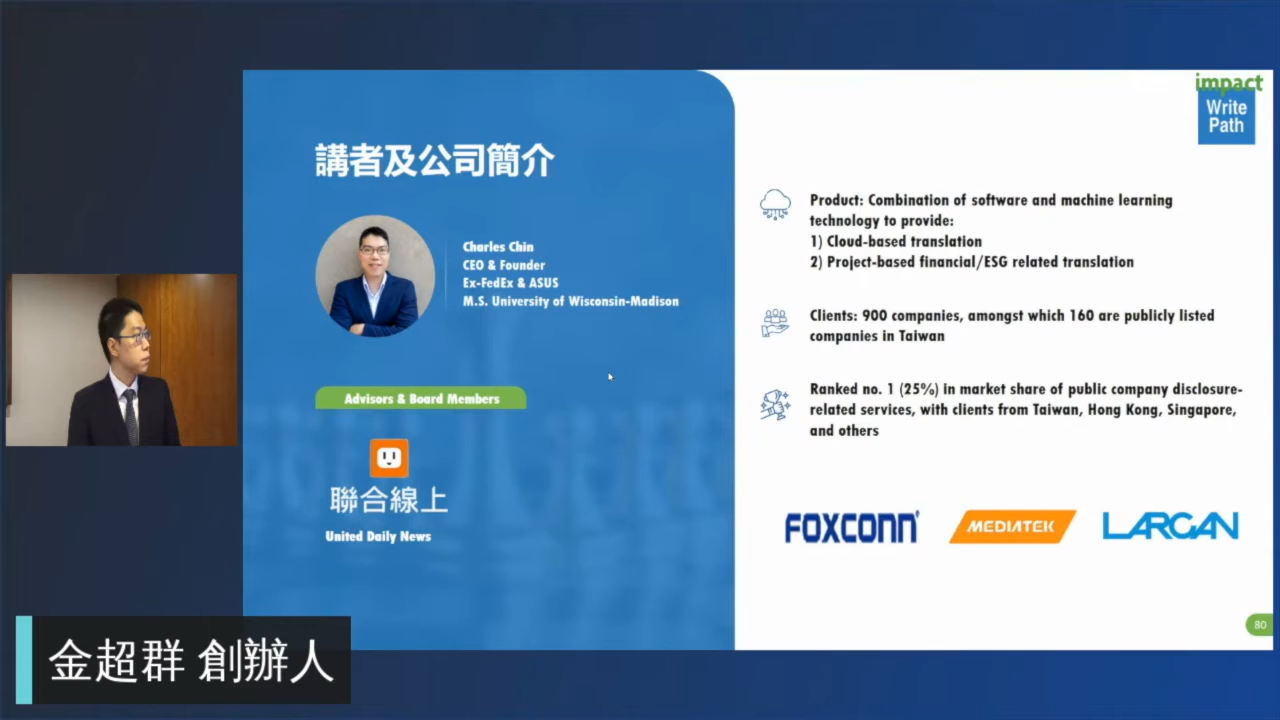 impact
Write
Path
講者及公司簡介
Charles Chin
CEO & Founder
Ex-FedEx & ASUS
M.S. University of Wisconsin-Madison
Advisors & Board Members
聯合線上
United Daily News
Product: Combination of software and machine learning
technology to provide:
1) Cloud-based translation
2) Project-based financial/ESG related translation
Clients: 900 companies, amongst which 160 are publicly listed
companies in Taiwan
Ranked no. 1 (25%) in market share of public company disclosure-
related services, with clients from Taiwan, Hong Kong, Singapore,
and others
FOXCONN
MEDIATEK
LARGAN
80
金超群 創辦人